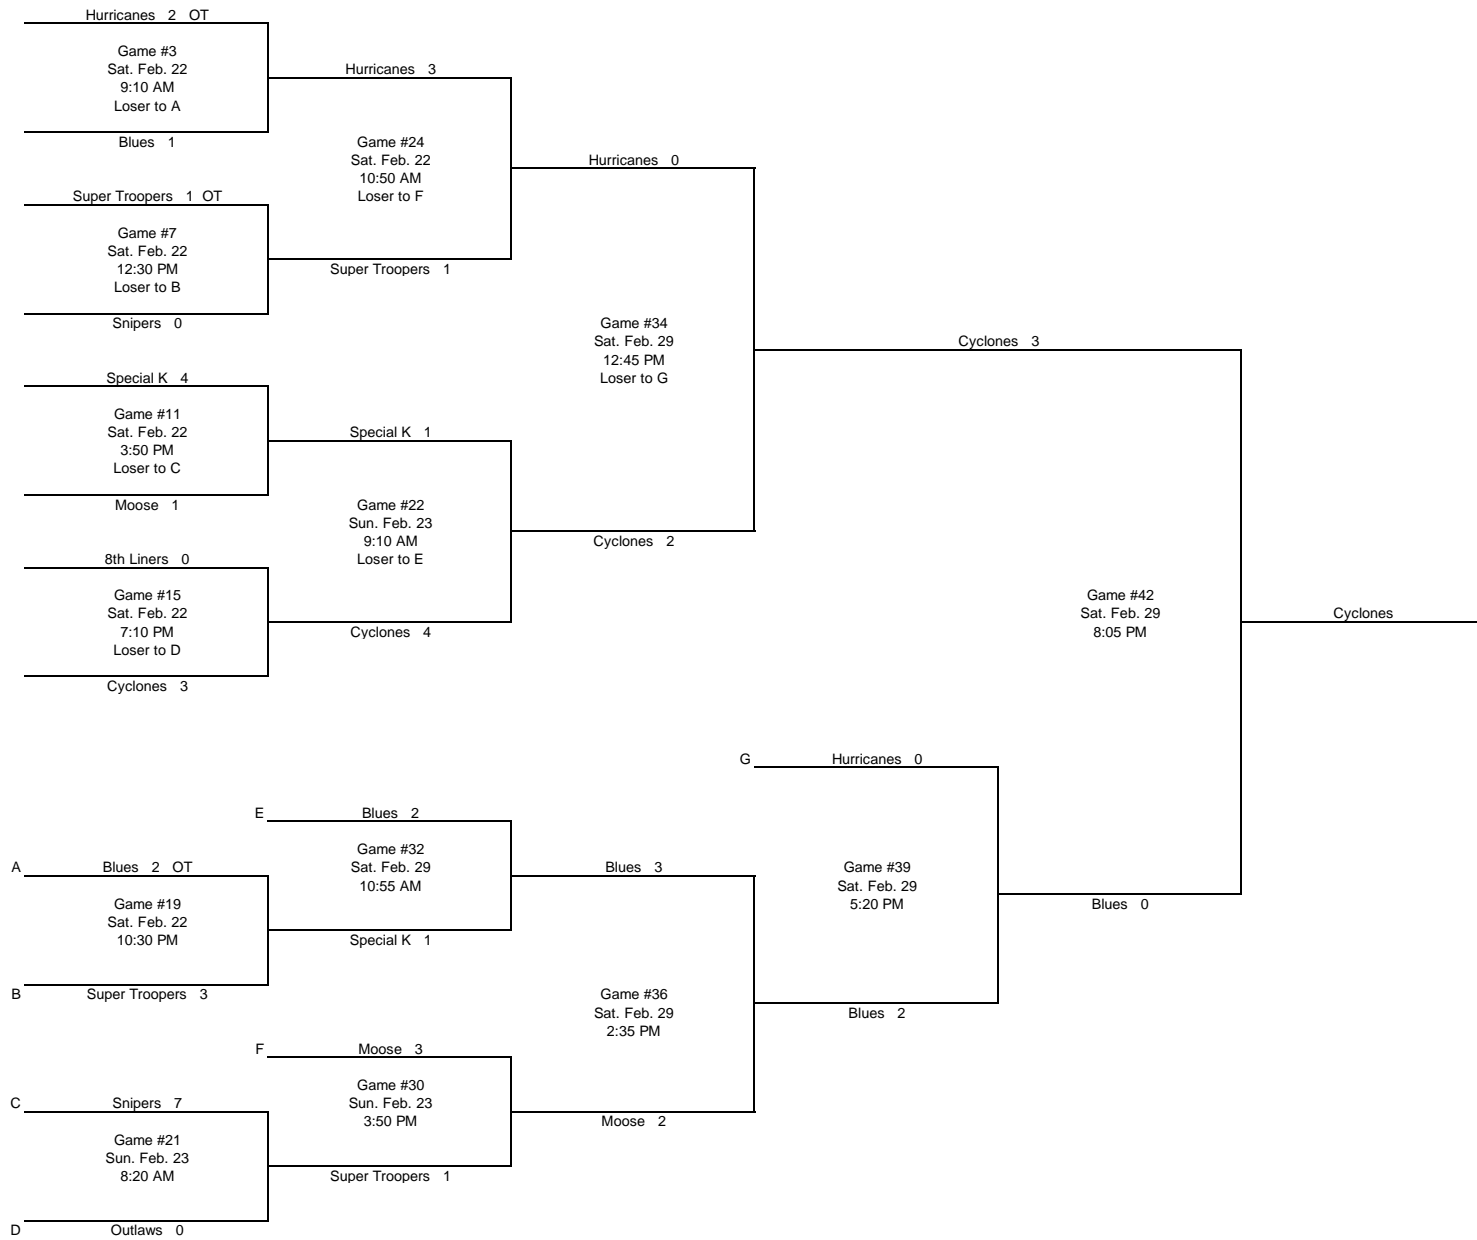 Hurricanes 2 OT
Game #3
Sat. Feb. 22
9:10 AM
Loser to A
Blues 1
Hurricanes 3
Game #24
Sat. Feb. 22
10:50 AM
Loser to F
Super Troopers 1
Super Troopers 1 OT
Game #7
Sat. Feb. 22
12:30 PM
Loser to B
Snipers 0
Hurricanes 0
Game #34
Sat. Feb. 29
12:45 PM
Loser to G
Cyclones 2
Special K 4
Game #11
Sat. Feb. 22
3:50 PM
Loser to C
Moose 1
Special K 1
Game #22
Sun. Feb. 23
9:10 AM
Loser to E
Cyclones 4
8th Liners 0
Game #15
Sat. Feb. 22
7:10 PM
Loser to D
Cyclones 3
Cyclones 3
Game #42
Sat. Feb. 29
8:05 PM
Blues 0
Cyclones
G Hurricanes 0
Game #39
Sat. Feb. 29
5:20 PM
Blues 2
E Blues 2
Game #32
Sat. Feb. 29
10:55 AM
Special K 1
A Blues 2 OT
Game #19
Sat. Feb. 22
10:30 PM
B Super Troopers 3
Blues 3
Game #36
Sat. Feb. 29
2:35 PM
Moose 2
F Moose 3
Game #30
Sun. Feb. 23
3:50 PM
Super Troopers 1
C Snipers 7
Game #21
Sun. Feb. 23
8:20 AM
D Outlaws 0